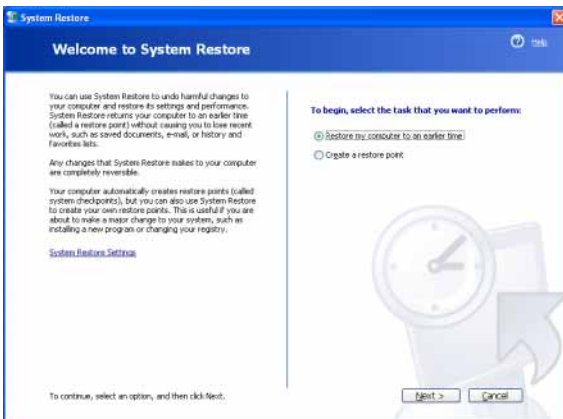 System Restore
Welcome to System Restore
Help
You can use System Restore to undo harmful changes to
your computer and restore its settings and performance.
System Restore returns your computer to an earlier time
(called a restore point) without causing you to lose recent
work, such as saved documents, e-mail, or history and
favorites lists.
Any changes that System Restore makes to your computer
are completely reversible.
Your computer automatically creates restore points (called
system checkpoints), but you can also use System Restore
to create your own restore points. This is useful if you are
about to make a major change to your system, such as
installing a new program or changing your registry.
System Restore Settings
To begin, select the task that you want to perform:
Restore my computer to an earlier time
Create a restore point
To continue, select an option, and then click Next.
Next >
Cancel